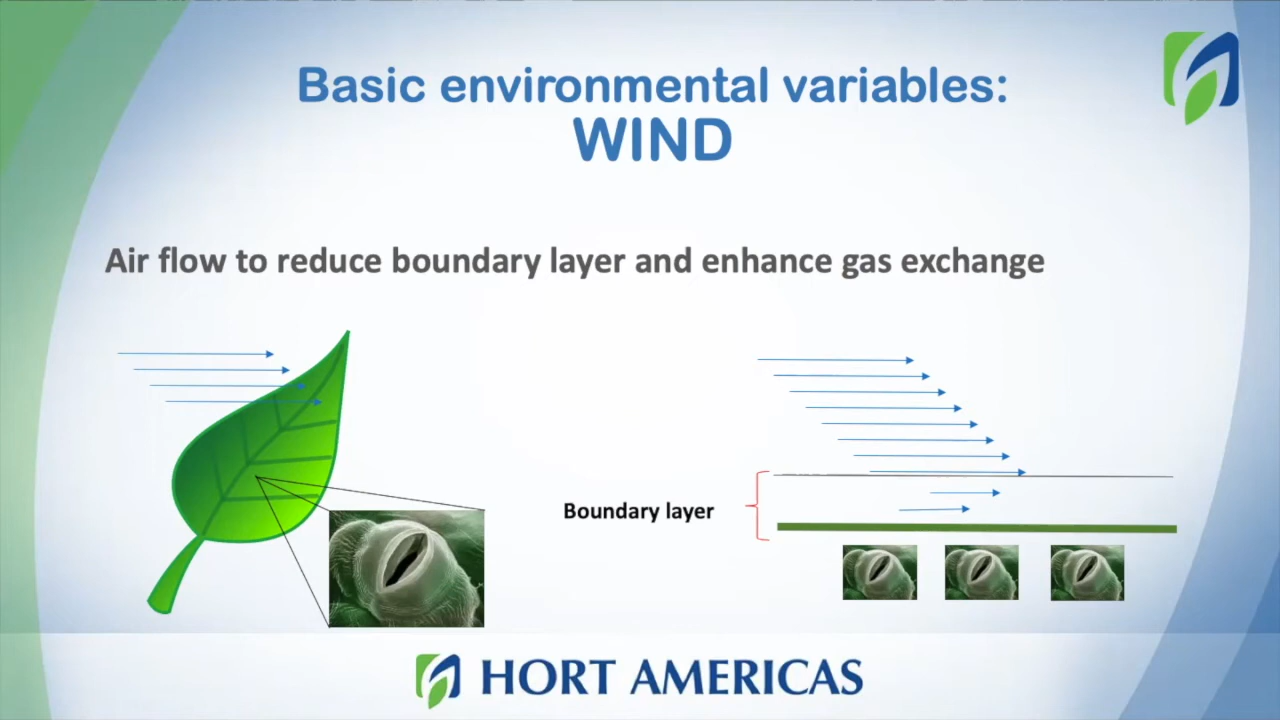 Basic environmental variables:
WIND
Air flow to reduce boundary layer and enhance gas exchange
Boundary layer
HORT AMERICAS